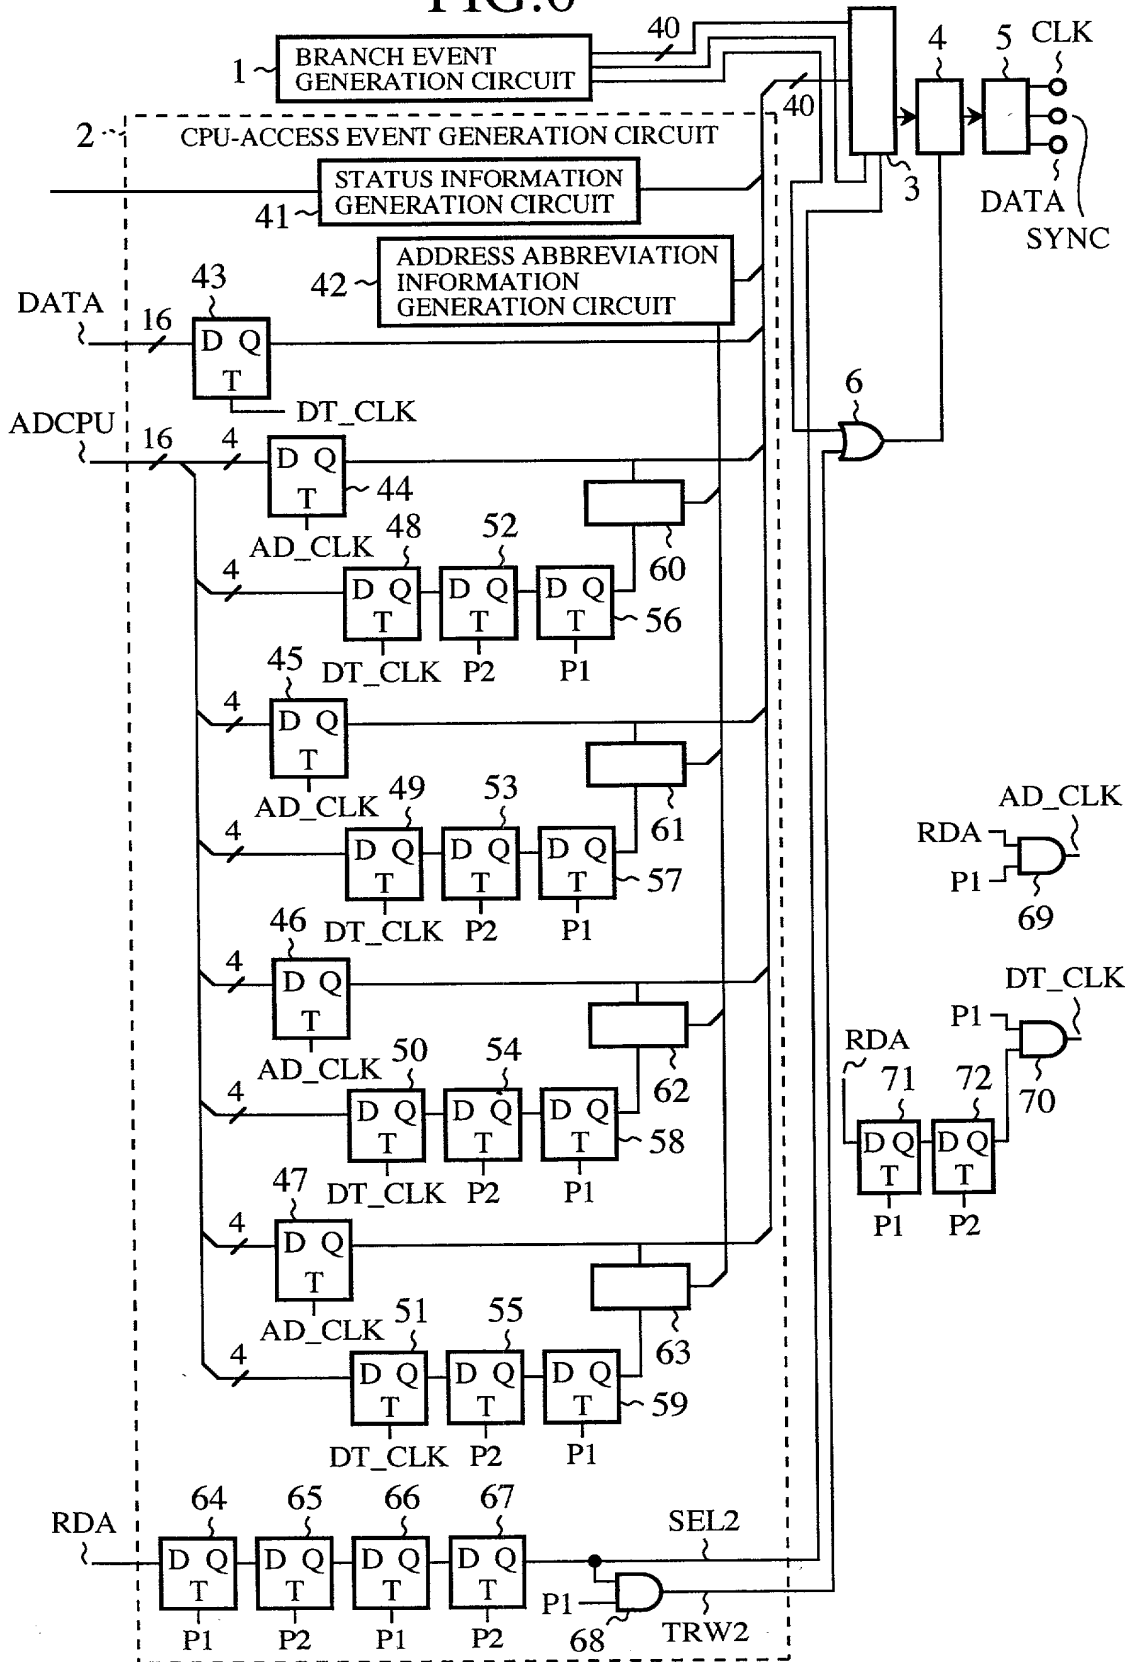 FIG.6
BRANCH EVENT
GENERATION CIRCUIT
1
40
40
3
4
5
CLK
DATA
SYNC
2
CPU-ACCESS EVENT GENERATION CIRCUIT
STATUS INFORMATION
GENERATION CIRCUIT
41
ADDRESS ABBREVIATION
INFORMATION
GENERATION CIRCUIT
42
DATA
16
43
D Q
T
DT_CLK
6
ADCPU
16
4
D Q
T
44
AD_CLK
60
4
48
52
D Q
T
D Q
T
D Q
T
56
DT_CLK
P2
P1
45
4
D Q
T
AD_CLK
61
4
49
53
D Q
T
D Q
T
D Q
T
57
DT_CLK
P2
P1
AD_CLK
RDA
P1
69
46
4
D Q
T
AD_CLK
62
4
50
54
D Q
T
D Q
T
D Q
T
58
DT_CLK
P2
P1
DT_CLK
P1
70
RDA
71
72
D Q
T
D Q
T
P1
P2
47
4
D Q
T
AD_CLK
63
4
51
55
D Q
T
D Q
T
D Q
T
59
DT_CLK
P2
P1
RDA
64
65
66
67
D Q
T
D Q
T
D Q
T
D Q
T
P1
P2
P1
P2
SEL2
P1
68
TRW2